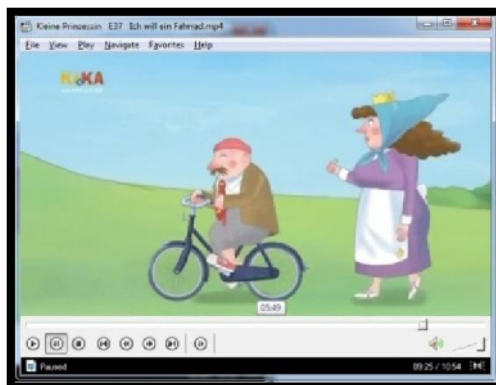 Kleine Prinzessin E37 Ich will ein Fahrrad.mp4
File View Play Navigate Favorites Help
KiKA
05:49
Paused
09:25 / 10:54